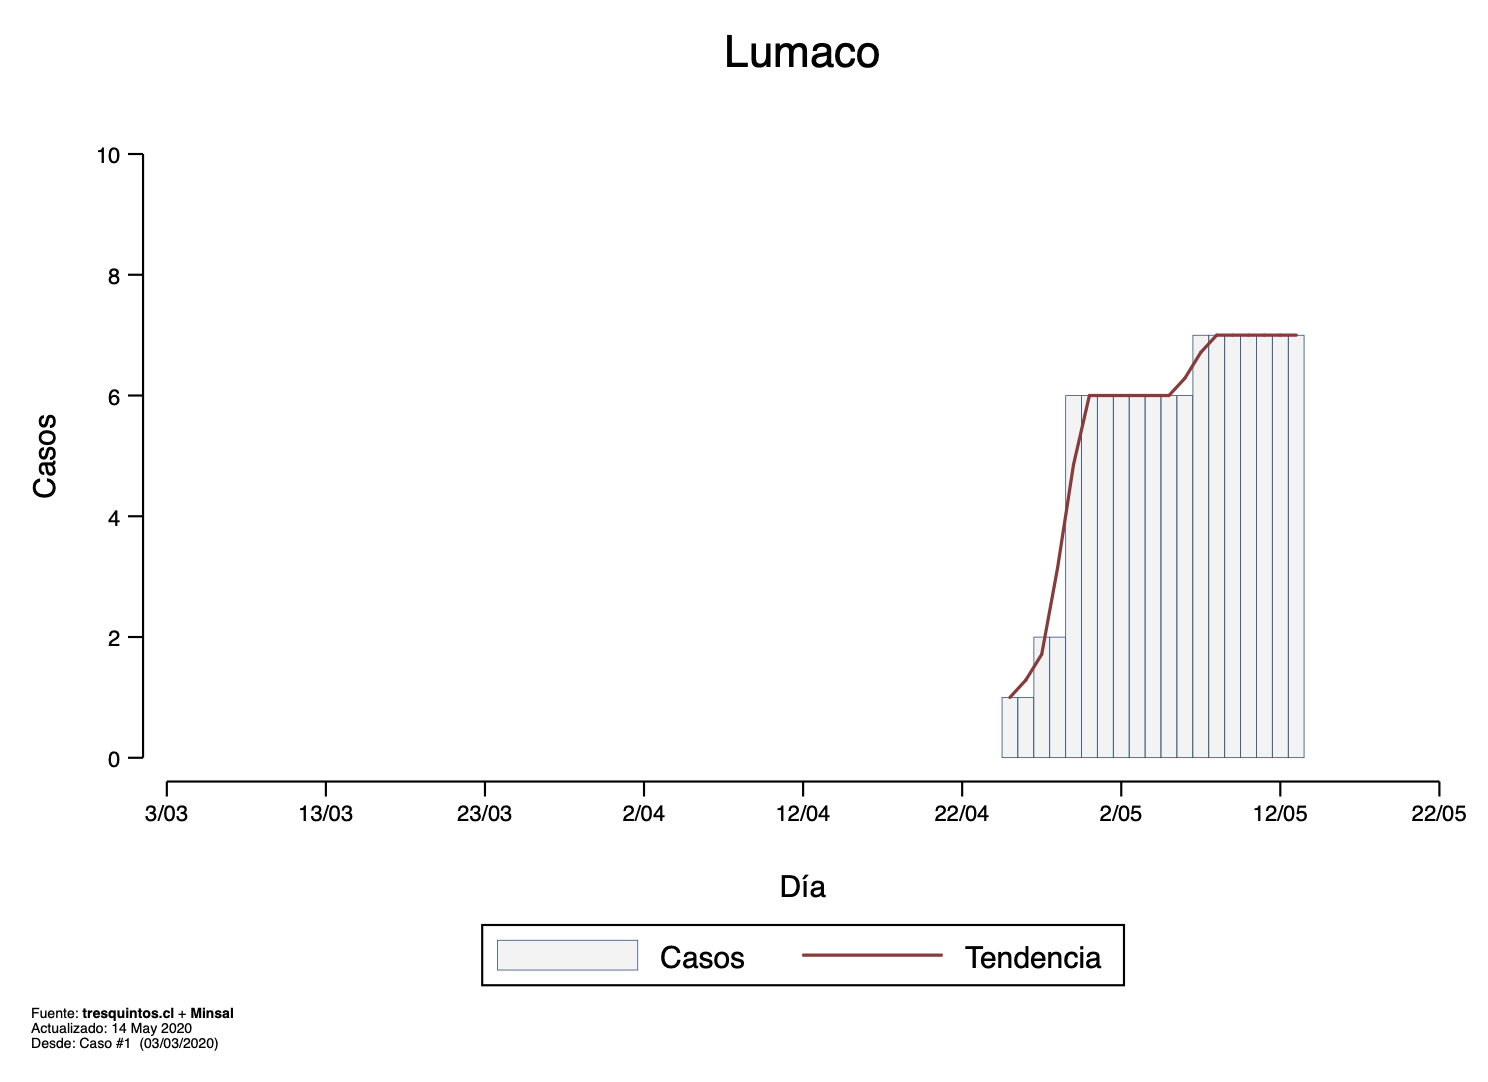 Lumaco
10
8
6
4
2
0
Casos
3/03 13/03 23/03 2/04 12/04 22/04 2/05 12/05 22/05
Día
Casos Tendencia
Fuente: tresquintos.cl + Minsal
Actualizado: 14 May 2020
Desde: Caso #1 (03/03/2020)